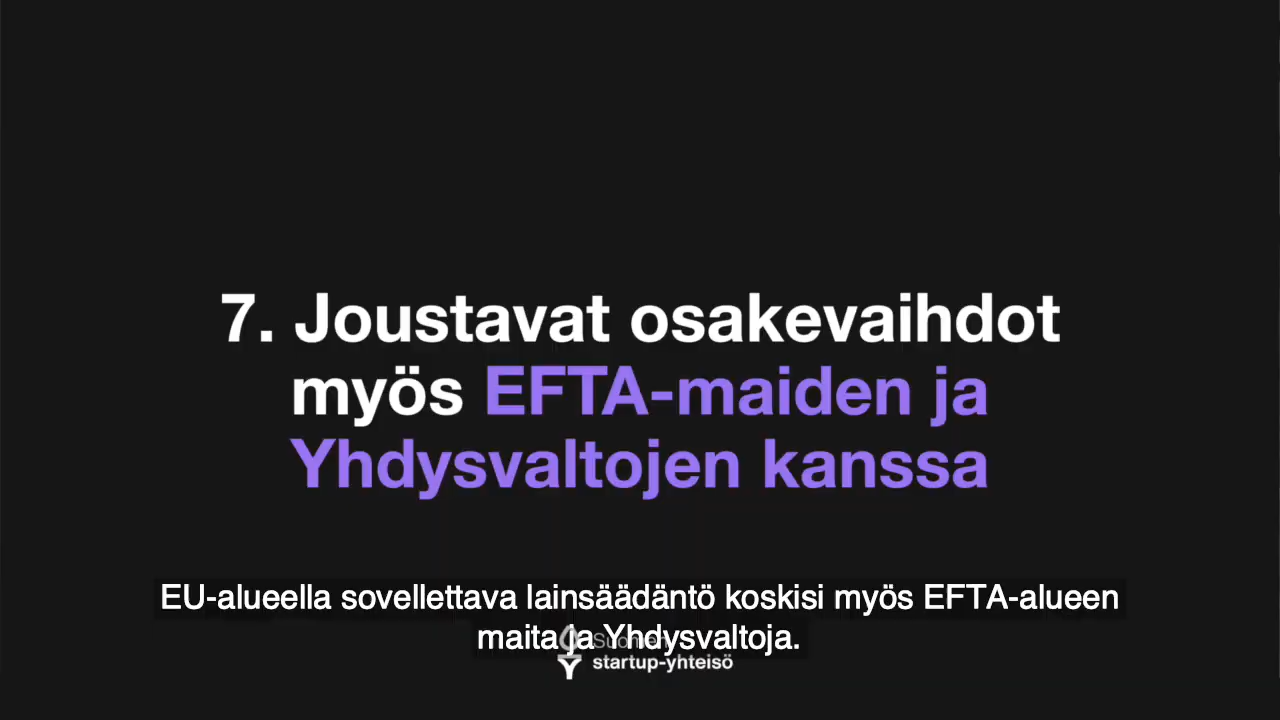 7. Joustavat osakevaihdot
myös EFTA-maiden ja
Yhdysvaltojen kanssa
EU-alueella sovellettava lainsäädäntö koskisi myös EFTA-alueen
maita ja Yhdysvaltoja.
Suomen
startup-yhteisö